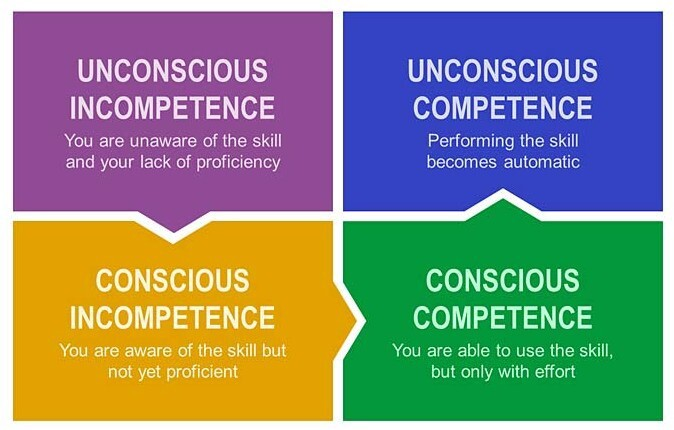 UNCONSCIOUS
INCOMPETENCE
You are unaware of the skill
and your lack of proficiency
UNCONSCIOUS
COMPETENCE
Performing the skill
becomes automatic
CONSCIOUS
INCOMPETENCE
You are aware of the skill but
not yet proficient
CONSCIOUS
COMPETENCE
You are able to use the skill,
but only with effort